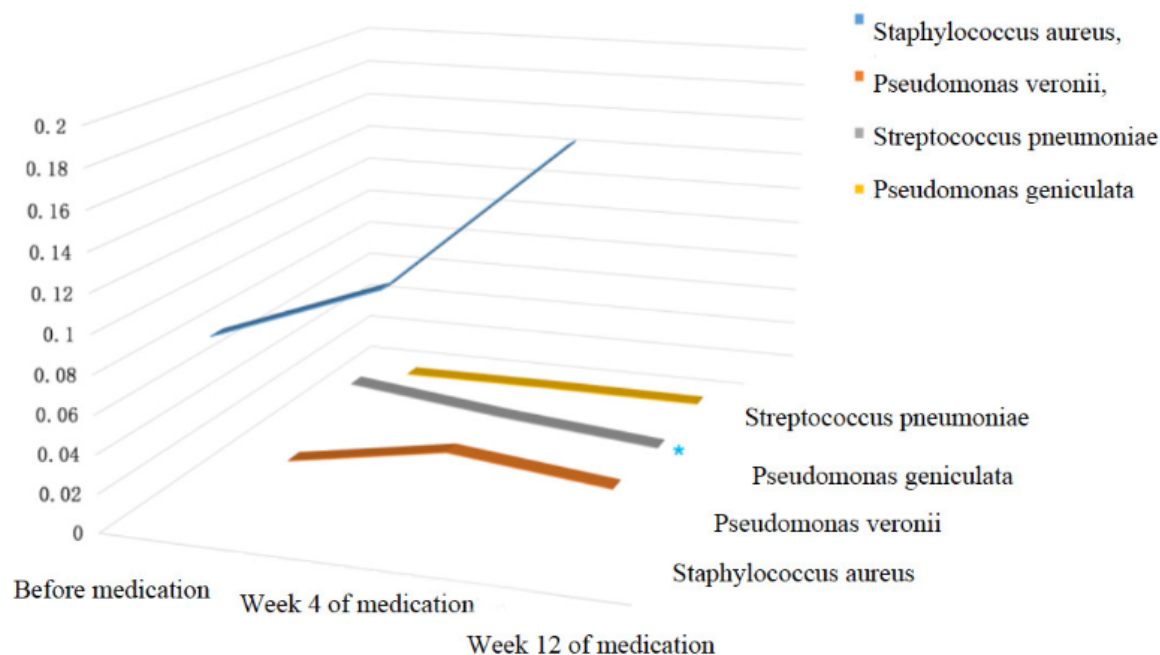 Staphylococcus aureus,
Pseudomonas veronii,
Streptococcus pneumoniae
Pseudomonas geniculata
0. 2
0. 18
0. 16
0. 14
0. 12
0. 1
0. 08
0. 06
0. 04
0. 02
0
Streptococcus pneumoniae
*
Pseudomonas geniculata
Pseudomonas veronii
Staphylococcus aureus
Before medication
Week 4 of medication
Week 12 of medication